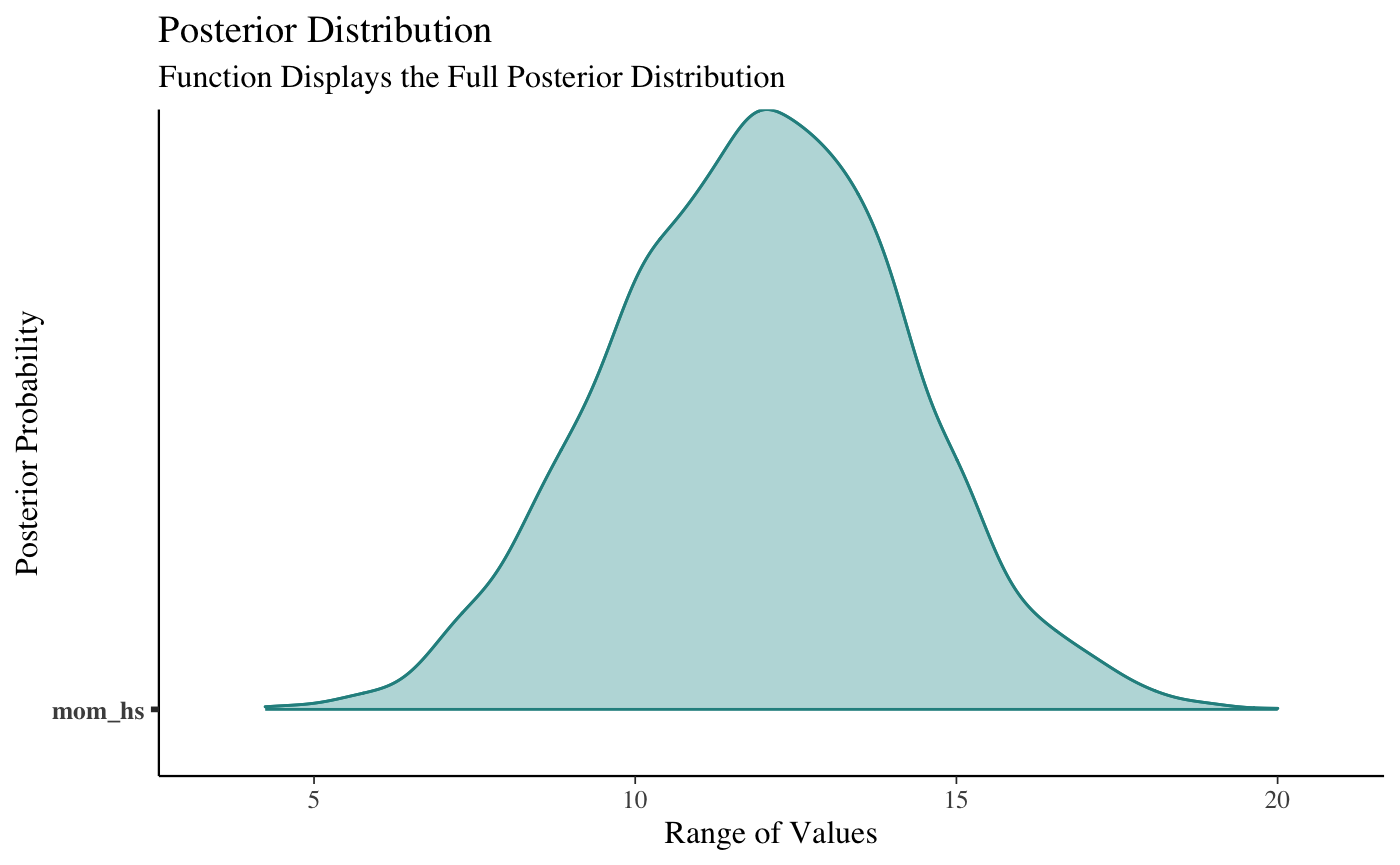 Posterior Distribution
Function Displays the Full Posterior Distribution
Posterior Probability
mom_hs
5 10 15 20
Range of Values